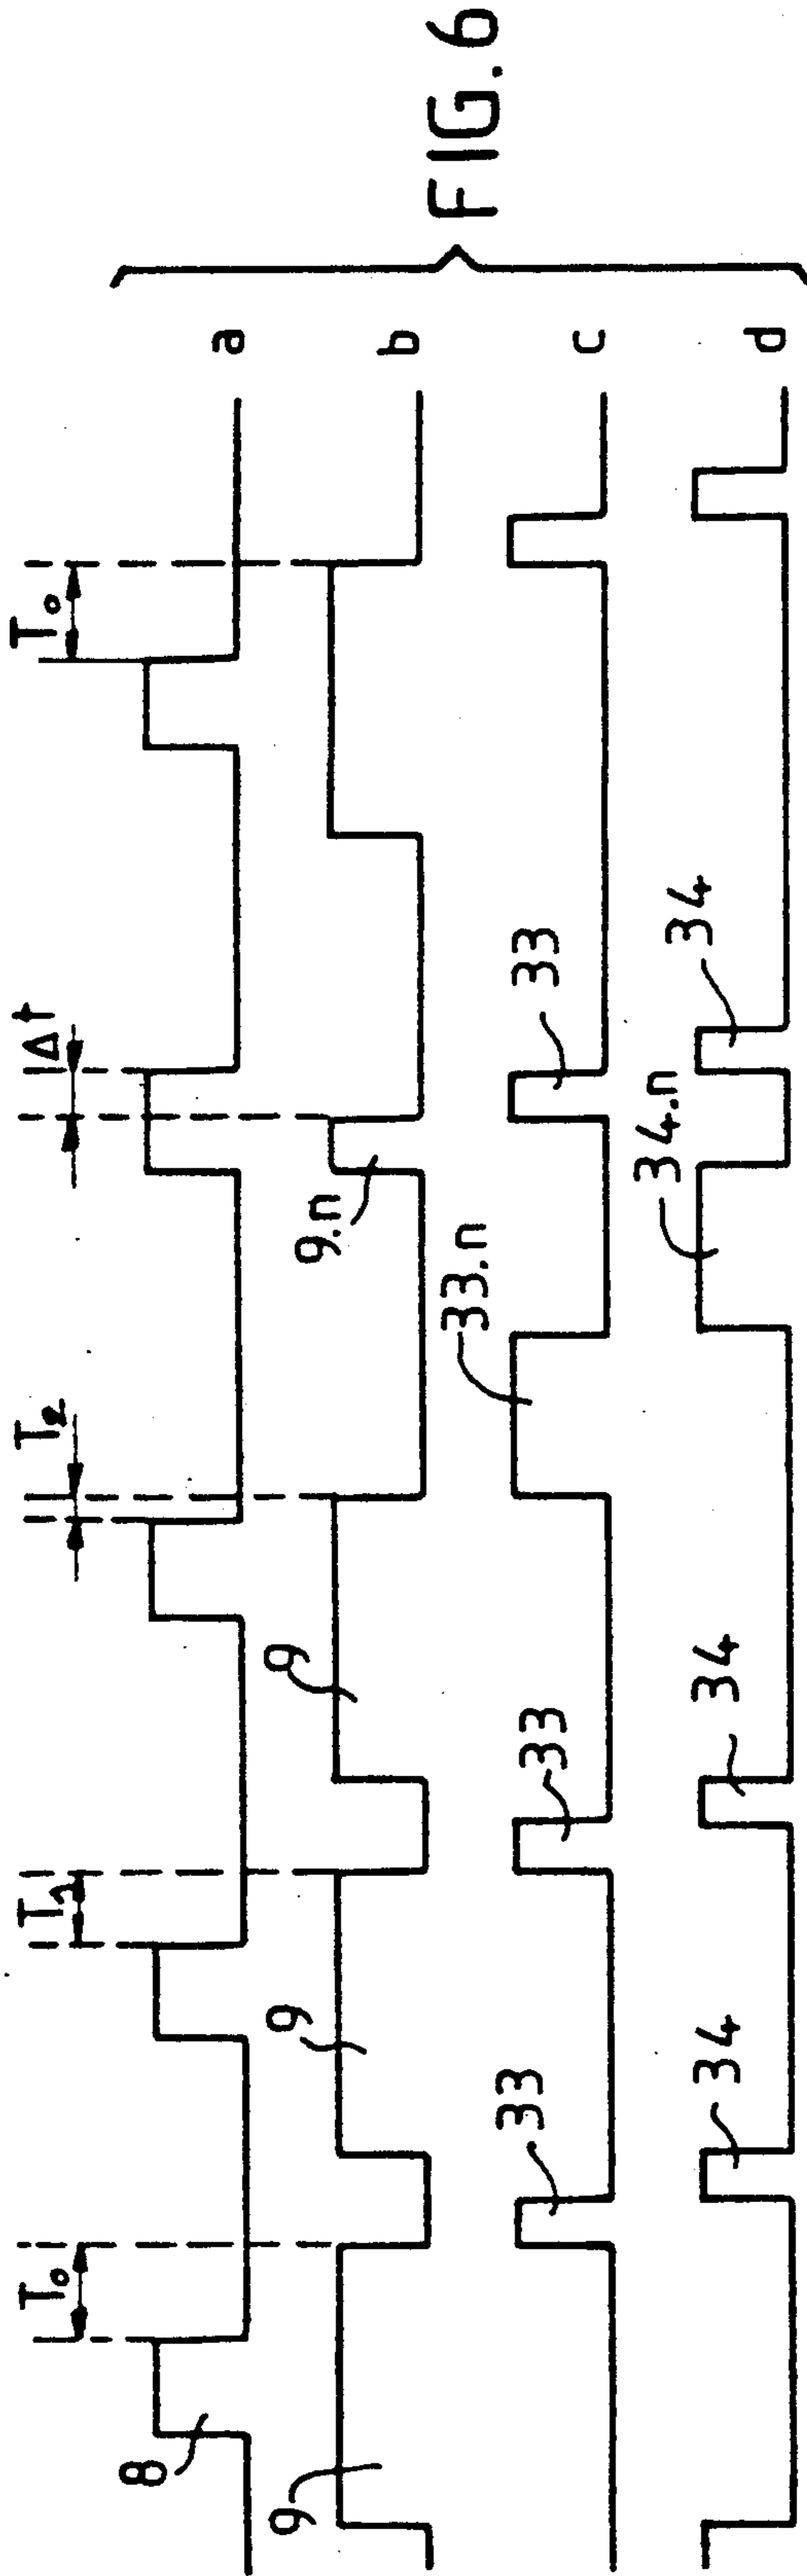 T₀ T₁ T₂ Δt T₀
8 a
9 9 9 9.n b
33 33 33.n 33 c
34 34 34.n 34 d
FIG. 6